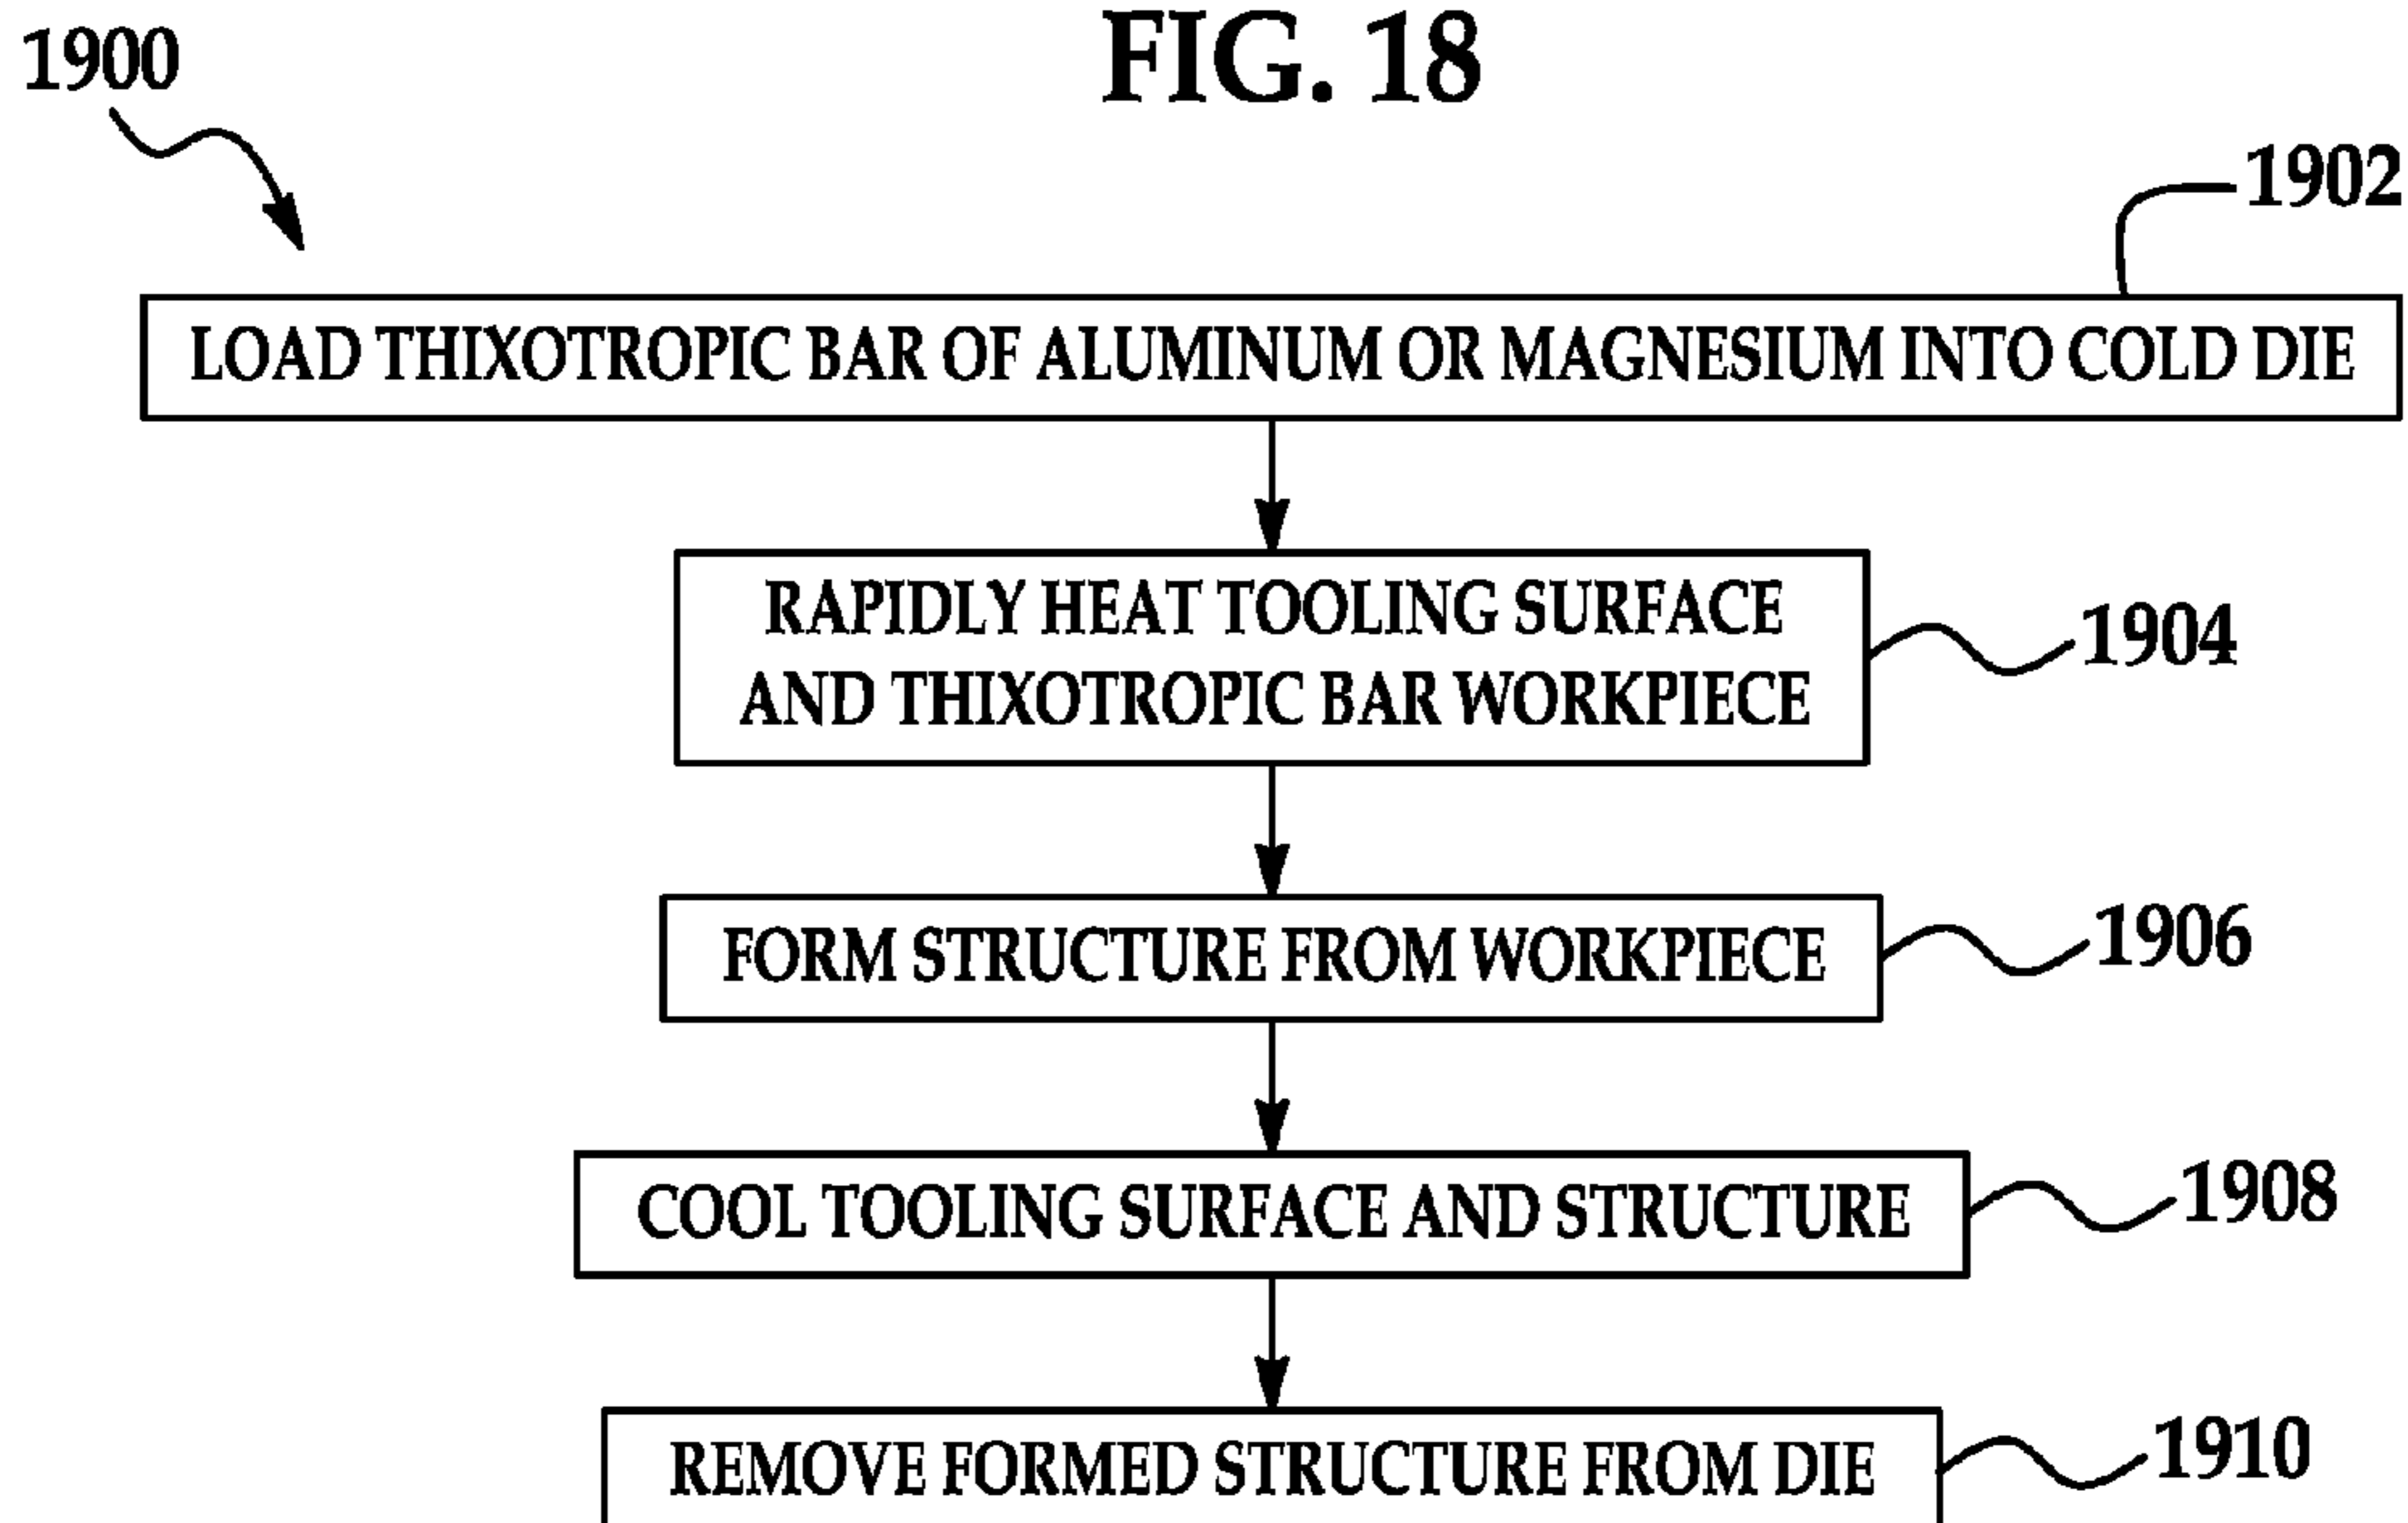 FIG. 18
1900
1902
LOAD THIXOTROPIC BAR OF ALUMINUM OR MAGNESIUM INTO COLD DIE
RAPIDLY HEAT TOOLING SURFACE
AND THIXOTROPIC BAR WORKPIECE
1904
FORM STRUCTURE FROM WORKPIECE
1906
COOL TOOLING SURFACE AND STRUCTURE
1908
REMOVE FORMED STRUCTURE FROM DIE
1910